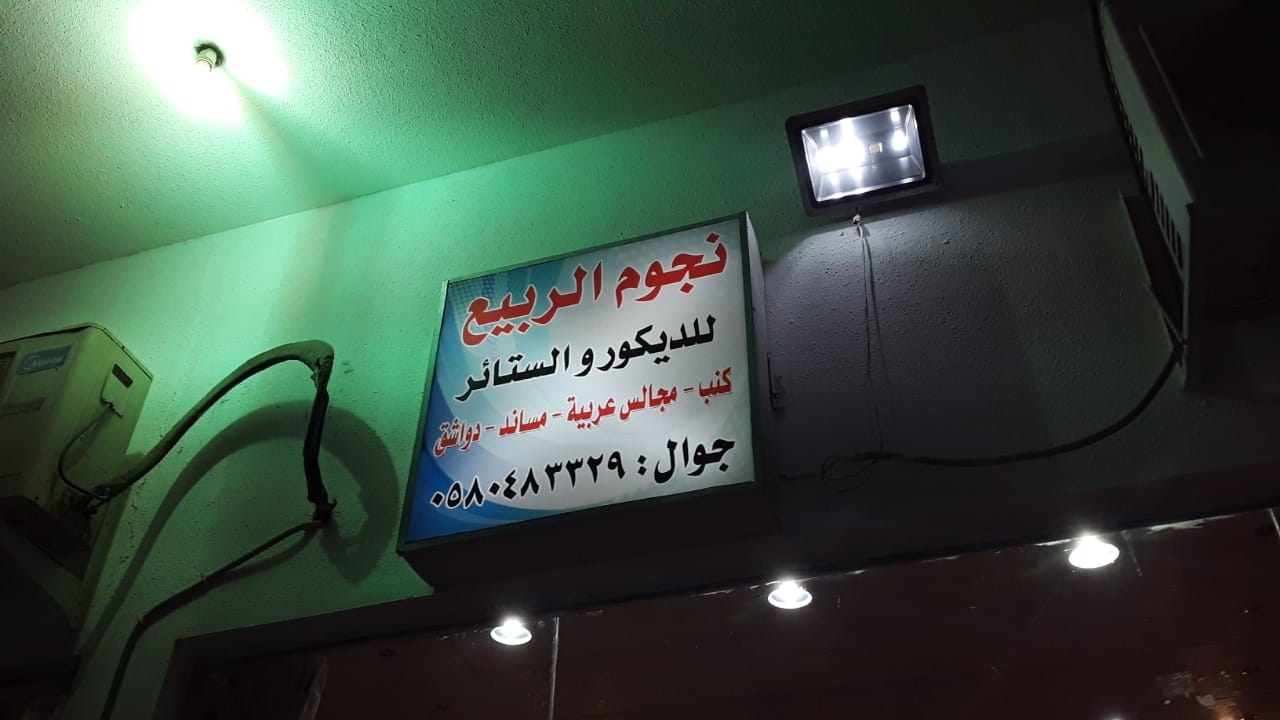 نجوم الربيع
للديكور و الستائر
كنب - مجالس عربية - مساند - دواشق
جوال : ٠٥٨٠٤٨٣٣٢٩